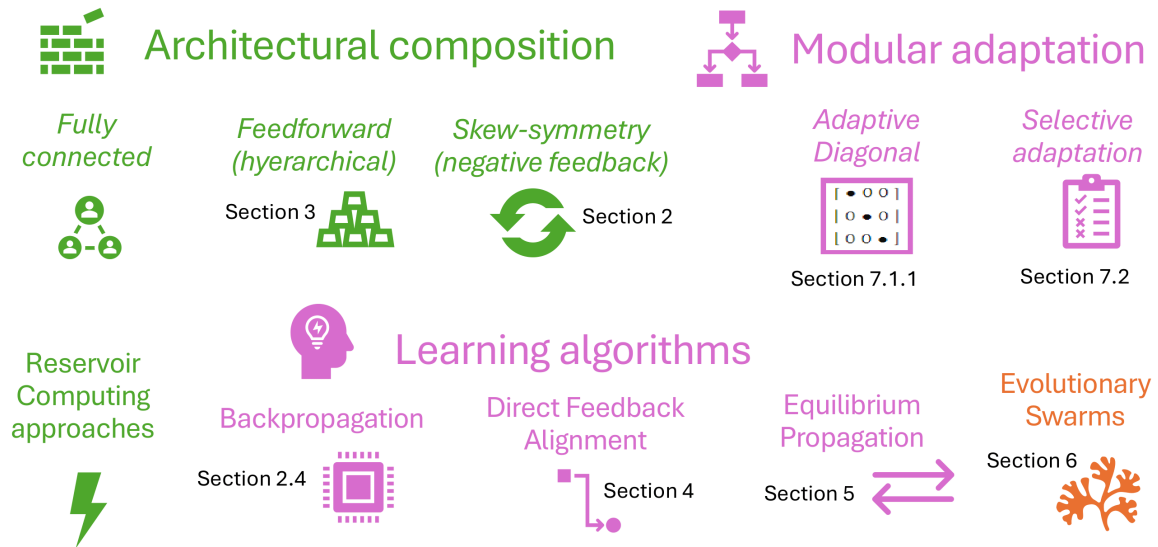 Architectural composition
Modular adaptation
Fully
connected
Feedforward
(hyerarchical)
Section 3
Skew-symmetry
(negative feedback)
Section 2
Adaptive
Diagonal
[ ● O O ]
[ O ● O ]
[ O O ● ]
Section 7.1.1
Selective
adaptation
Section 7.2
Learning algorithms
Reservoir
Computing
approaches
Backpropagation
Section 2.4
Direct Feedback
Alignment
Section 4
Equilibrium
Propagation
Section 5
Evolutionary
Swarms
Section 6